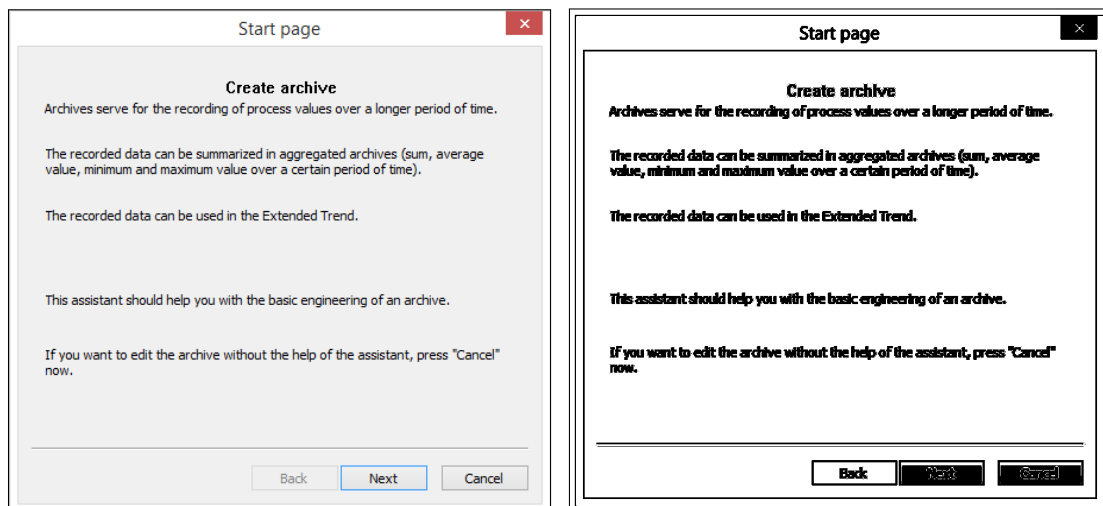 Start page
Create archive
Archives serve for the recording of process values over a longer period of time.
The recorded data can be summarized in aggregated archives (sum, average
value, minimum and maximum value over a certain period of time).
The recorded data can be used in the Extended Trend.
This assistant should help you with the basic engineering of an archive.
If you want to edit the archive without the help of the assistant, press "Cancel"
now.
Back Next Cancel
Start page
Create archive
Archives serve for the recording of process values over a longer period of time.
The recorded data can be summarized in aggregated archives (sum, average
value, minimum and maximum value over a certain period of time).
The recorded data can be used in the Extended Trend.
This assistant should help you with the basic engineering of an archive.
If you want to edit the archive without the help of the assistant, press "Cancel"
now.
Back Next Cancel